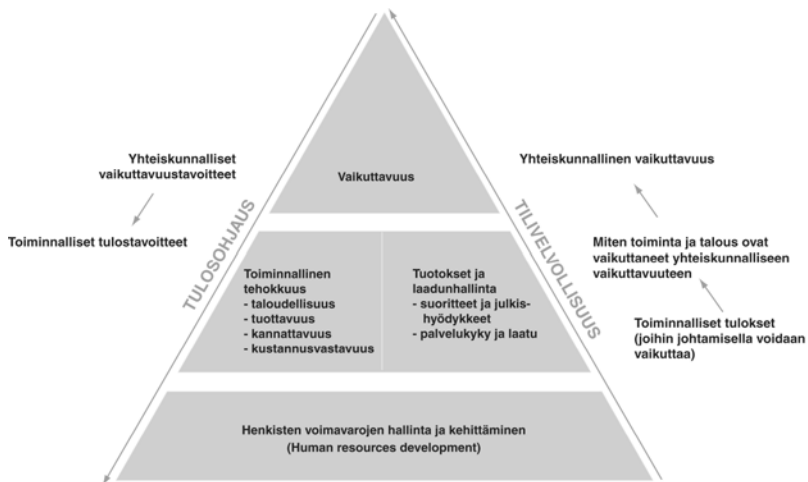 Yhteiskunnalliset
vaikuttavuustavoitteet
Toiminnalliset tulostavoitteet
TULOSOHJAUS
Vaikuttavuus
Toiminnallinen
tehokkuus
- taloudellisuus
- tuottavuus
- kannattavuus
- kustannusvastavuus
Tuotokset ja
laadunhallinta
- suoritteet ja julkis-
hyödykkeet
- palvelukyky ja laatu
Henkisten voimavarojen hallinta ja kehittäminen
(Human resources development)
TILIVELVOLLISUUS
Yhteiskunnallinen vaikuttavuus
Miten toiminta ja talous ovat
vaikuttaneet yhteiskunnalliseen
vaikuttavuuteen
Toiminnalliset tulokset
(joihin johtamisella voidaan
vaikuttaa)